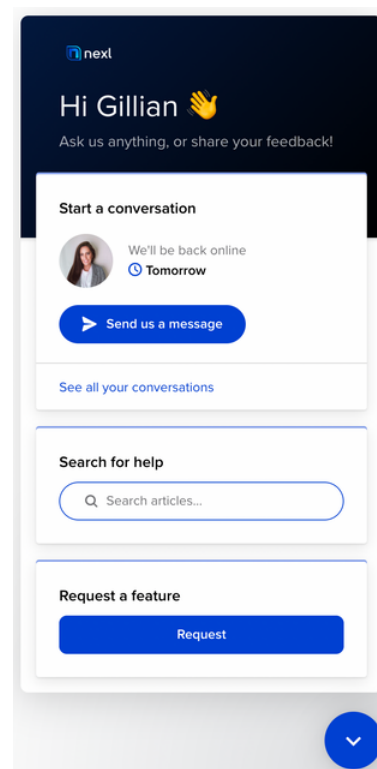 nexl
Hi Gillian 👋
Ask us anything, or share your feedback!
Start a conversation
We'll be back online
Tomorrow
Send us a message
See all your conversations
Search for help
Search articles...
Request a feature
Request